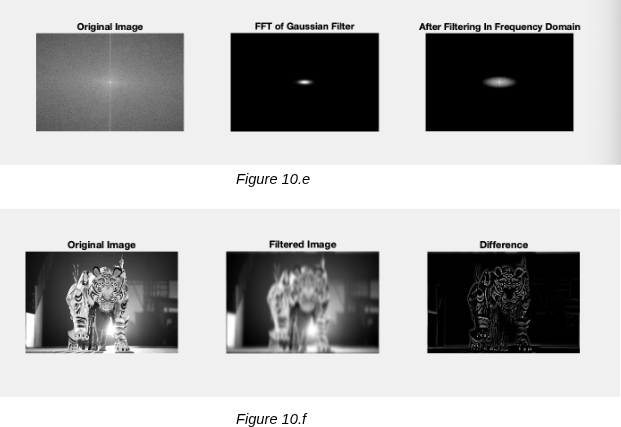 Original Image
FFT of Gaussian Filter
After Filtering In Frequency Domain
Figure 10.e
Original Image
Filtered Image
Difference
Figure 10.f